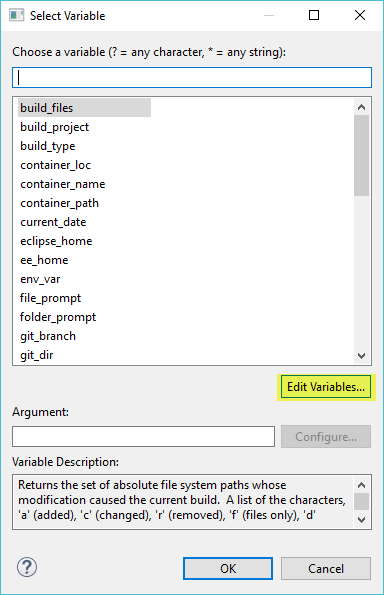 Select Variable
Choose a variable (? = any character, * = any string):
build_files
build_project
build_type
container_loc
container_name
container_path
current_date
eclipse_home
ee_home
env_var
file_prompt
folder_prompt
git_branch
git_dir
Edit Variables...
Argument:
Configure...
Variable Description:
Returns the set of absolute file system paths whose
modification caused the current build.  A list of the characters,
'a' (added), 'c' (changed), 'r' (removed), 'f' (files only), 'd'
?
OK
Cancel